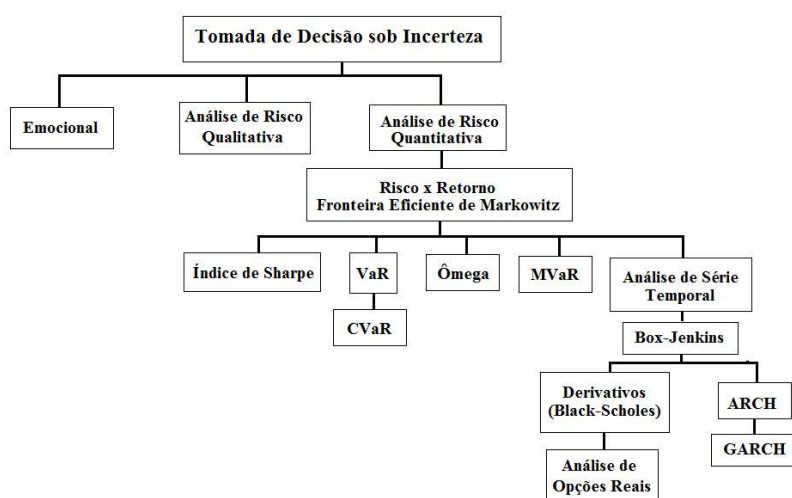 Tomada de Decisão sob Incerteza
Emocional
Análise de Risco
Qualitativa
Análise de Risco
Quantitativa
Risco x Retorno
Fronteira Eficiente de Markowitz
Índice de Sharpe
VaR
Ômega
MVaR
Análise de Série
Temporal
CVaR
Box-Jenkins
Derivativos
(Black-Scholes)
ARCH
GARCH
Análise de
Opções Reais